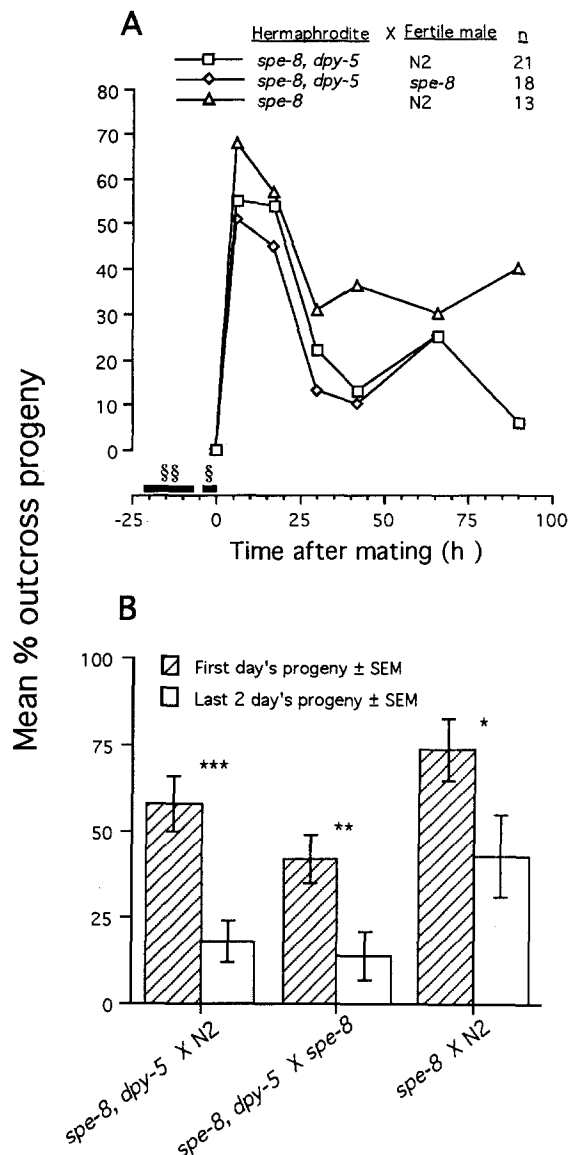 A
Hermaphrodite X Fertile male n
spe-8, dpy-5 N2 21
spe-8, dpy-5 spe-8 18
spe-8 N2 13
80
70
60
50
40
30
20
10
0
§§ §
-25 0 25 50 75 100
Time after mating (h )
Mean % outcross progeny
B
100
75
50
25
0
First day's progeny ± SEM
Last 2 day's progeny ± SEM
*** ** *
spe-8, dpy-5 X N2
spe-8, dpy-5 X spe-8
spe-8 X N2